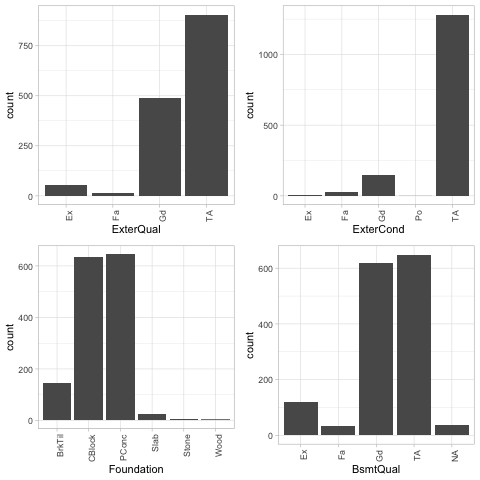 count
750
500
250
0
Ex
Fa
Gd
TA
ExterQual
count
1000
500
0
Ex
Fa
Gd
Po
TA
ExterCond
count
600
400
200
0
BrkTil
CBlock
PConc
Slab
Stone
Wood
Foundation
count
600
400
200
0
Ex
Fa
Gd
TA
NA
BsmtQual